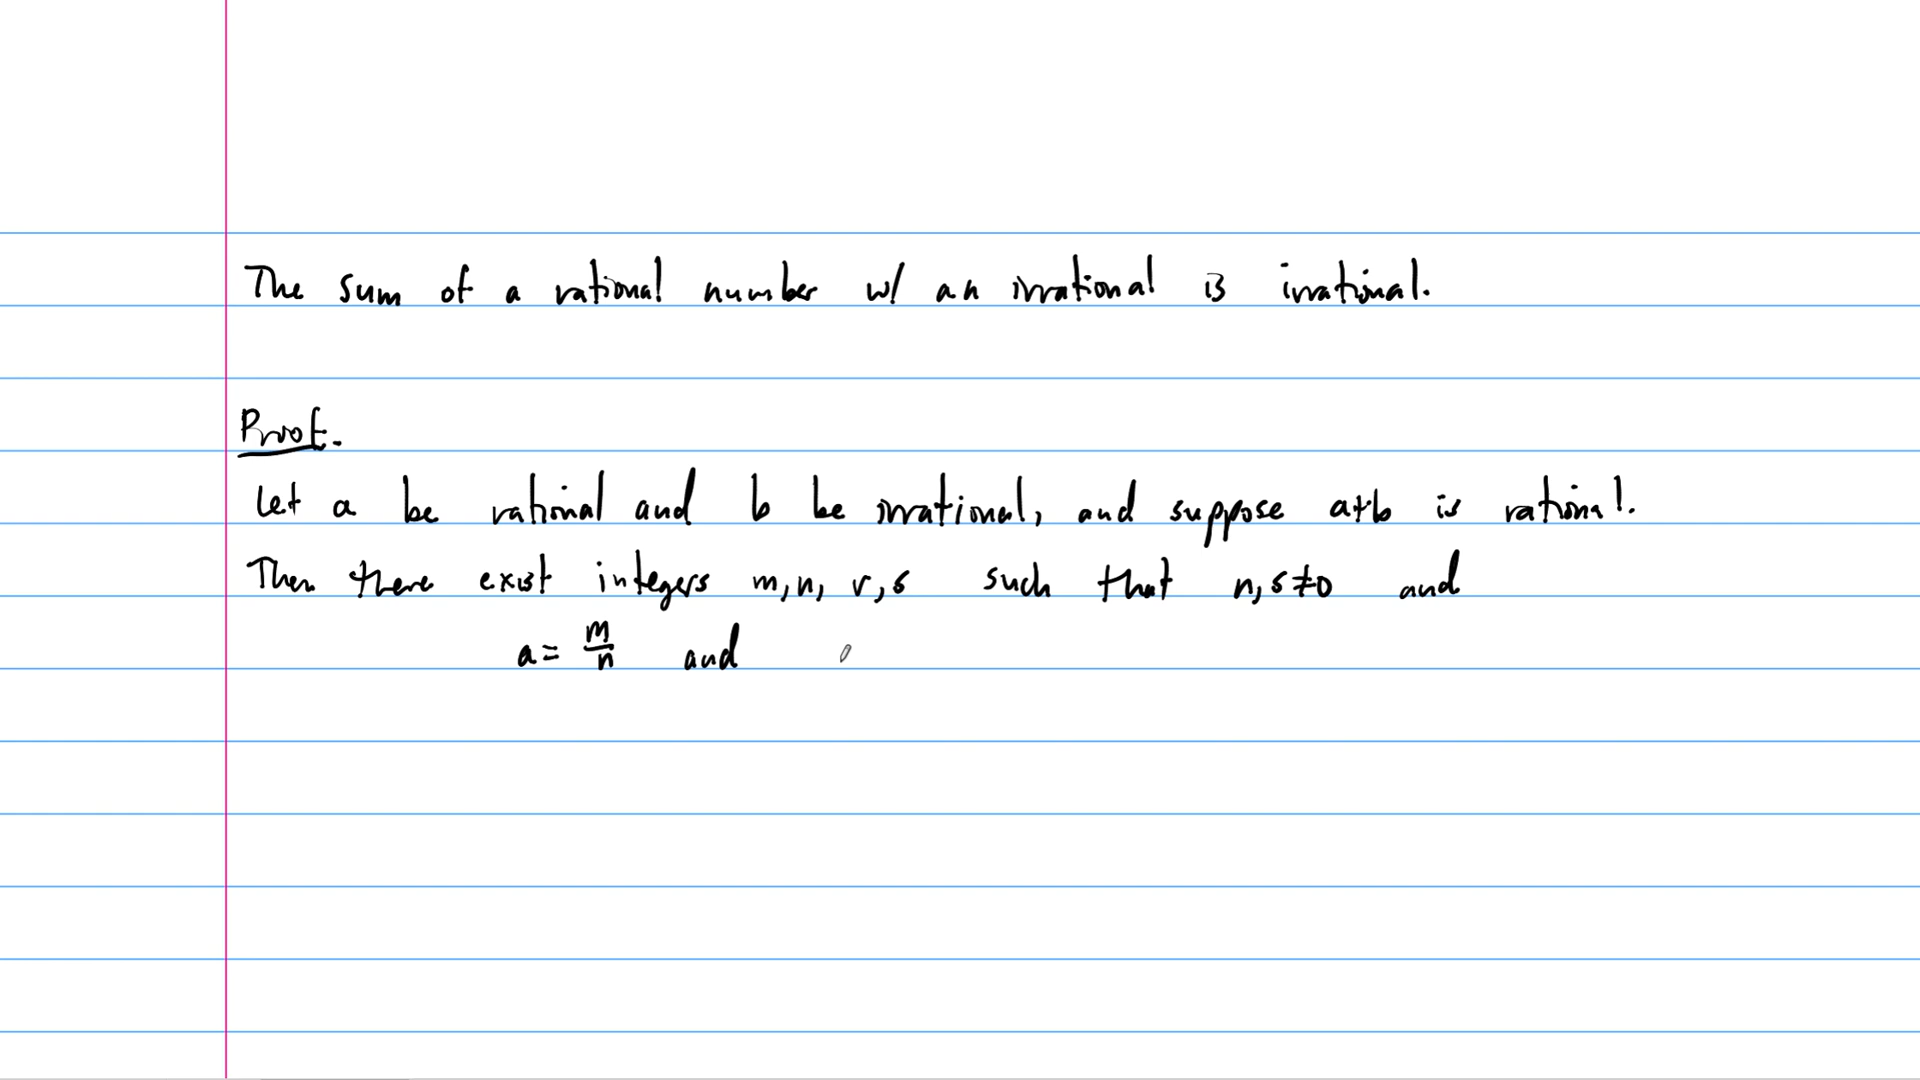 The sum of a rational number w/ an irrational is irrational.
Proof.
Let a be rational and b be irrational, and suppose a+b is rational.
Then there exist integers m, n, r, s such that n, s ≠ 0 and
a = m/n and